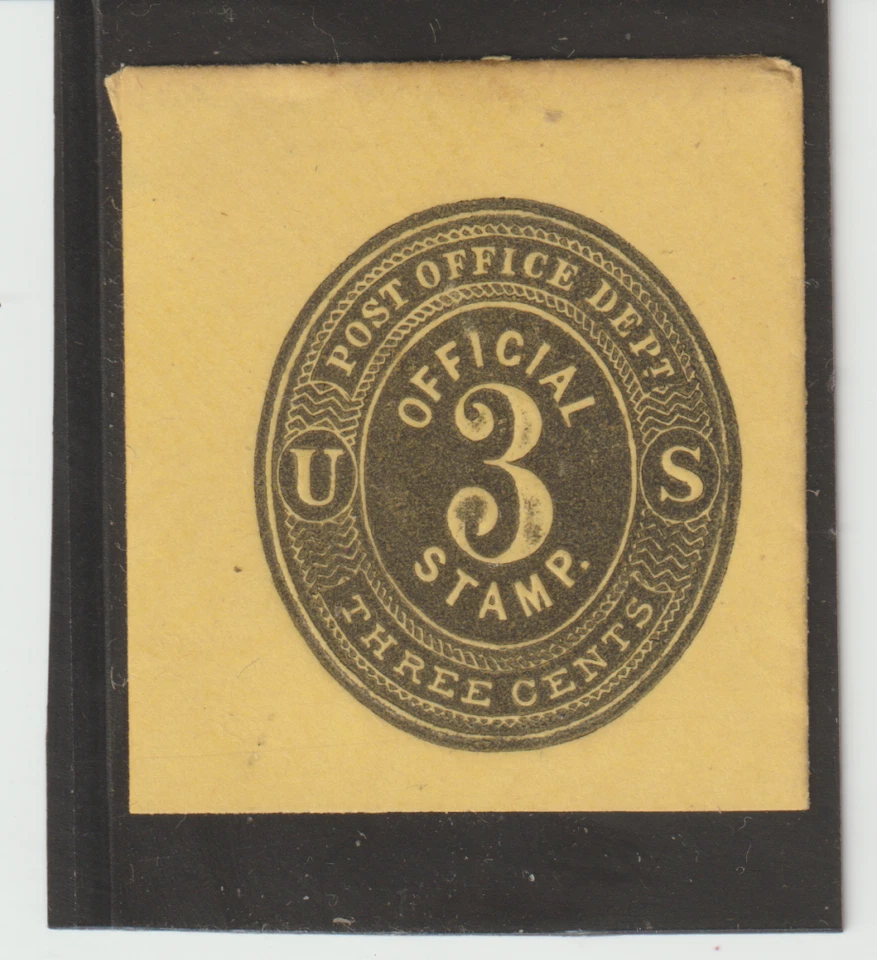 POST OFFICE DEPT
OFFICIAL
3
U S
STAMP.
THREE CENTS